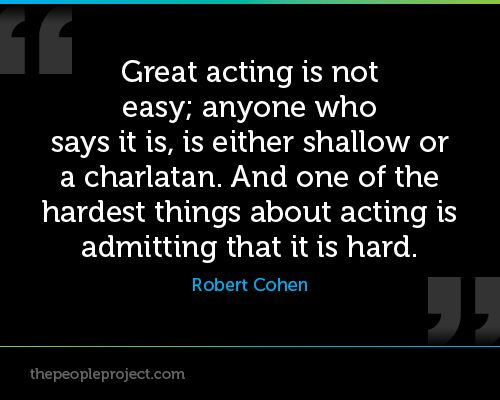 Great acting is not
easy; anyone who
says it is, is either shallow or
a charlatan. And one of the
hardest things about acting is
admitting that it is hard.
Robert Cohen
thepeopleproject.com